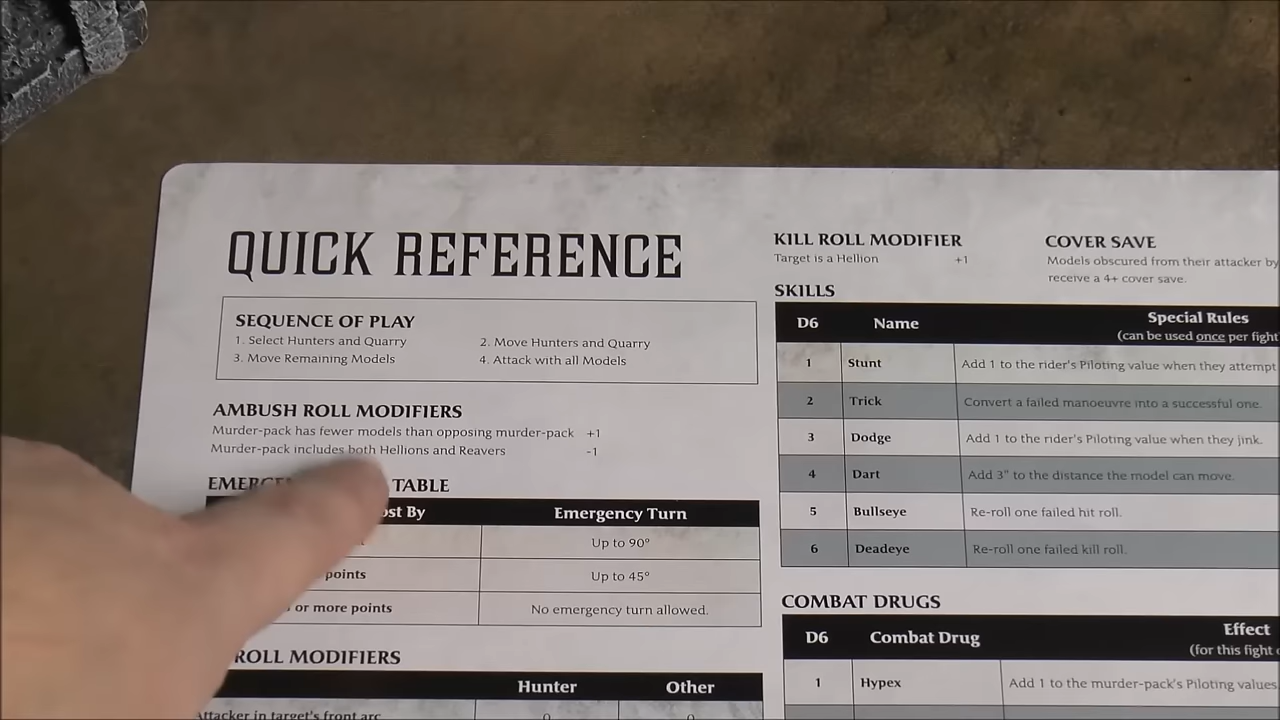 QUICK REFERENCE
SEQUENCE OF PLAY
1. Select Hunters and Quarry
2. Move Hunters and Quarry
3. Move Remaining Models
4. Attack with all Models
AMBUSH ROLL MODIFIERS
Murder-pack has fewer models than opposing murder-pack +1
Murder-pack includes both Hellions and Reavers -1
TABLE
By
Emergency Turn
Up to 90°
points
Up to 45°
or more points
No emergency turn allowed.
ROLL MODIFIERS
Hunter
Other
Attacker in target's front arc
0
0
KILL ROLL MODIFIER
Target is a Hellion +1
COVER SAVE
Models obscured from their attacker by
receive a 4+ cover save.
SKILLS
D6
Name
Special Rules
(can be used once per fight
1
Stunt
Add 1 to the rider's Piloting value when they attempt
2
Trick
Convert a failed manoeuvre into a successful one.
3
Dodge
Add 1 to the rider's Piloting value when they jink.
4
Dart
Add 3" to the distance the model can move.
5
Bullseye
Re-roll one failed hit roll.
6
Deadeye
Re-roll one failed kill roll.
COMBAT DRUGS
D6
Combat Drug
Effect
(for this fight
1
Hypex
Add 1 to the murder-pack's Piloting values